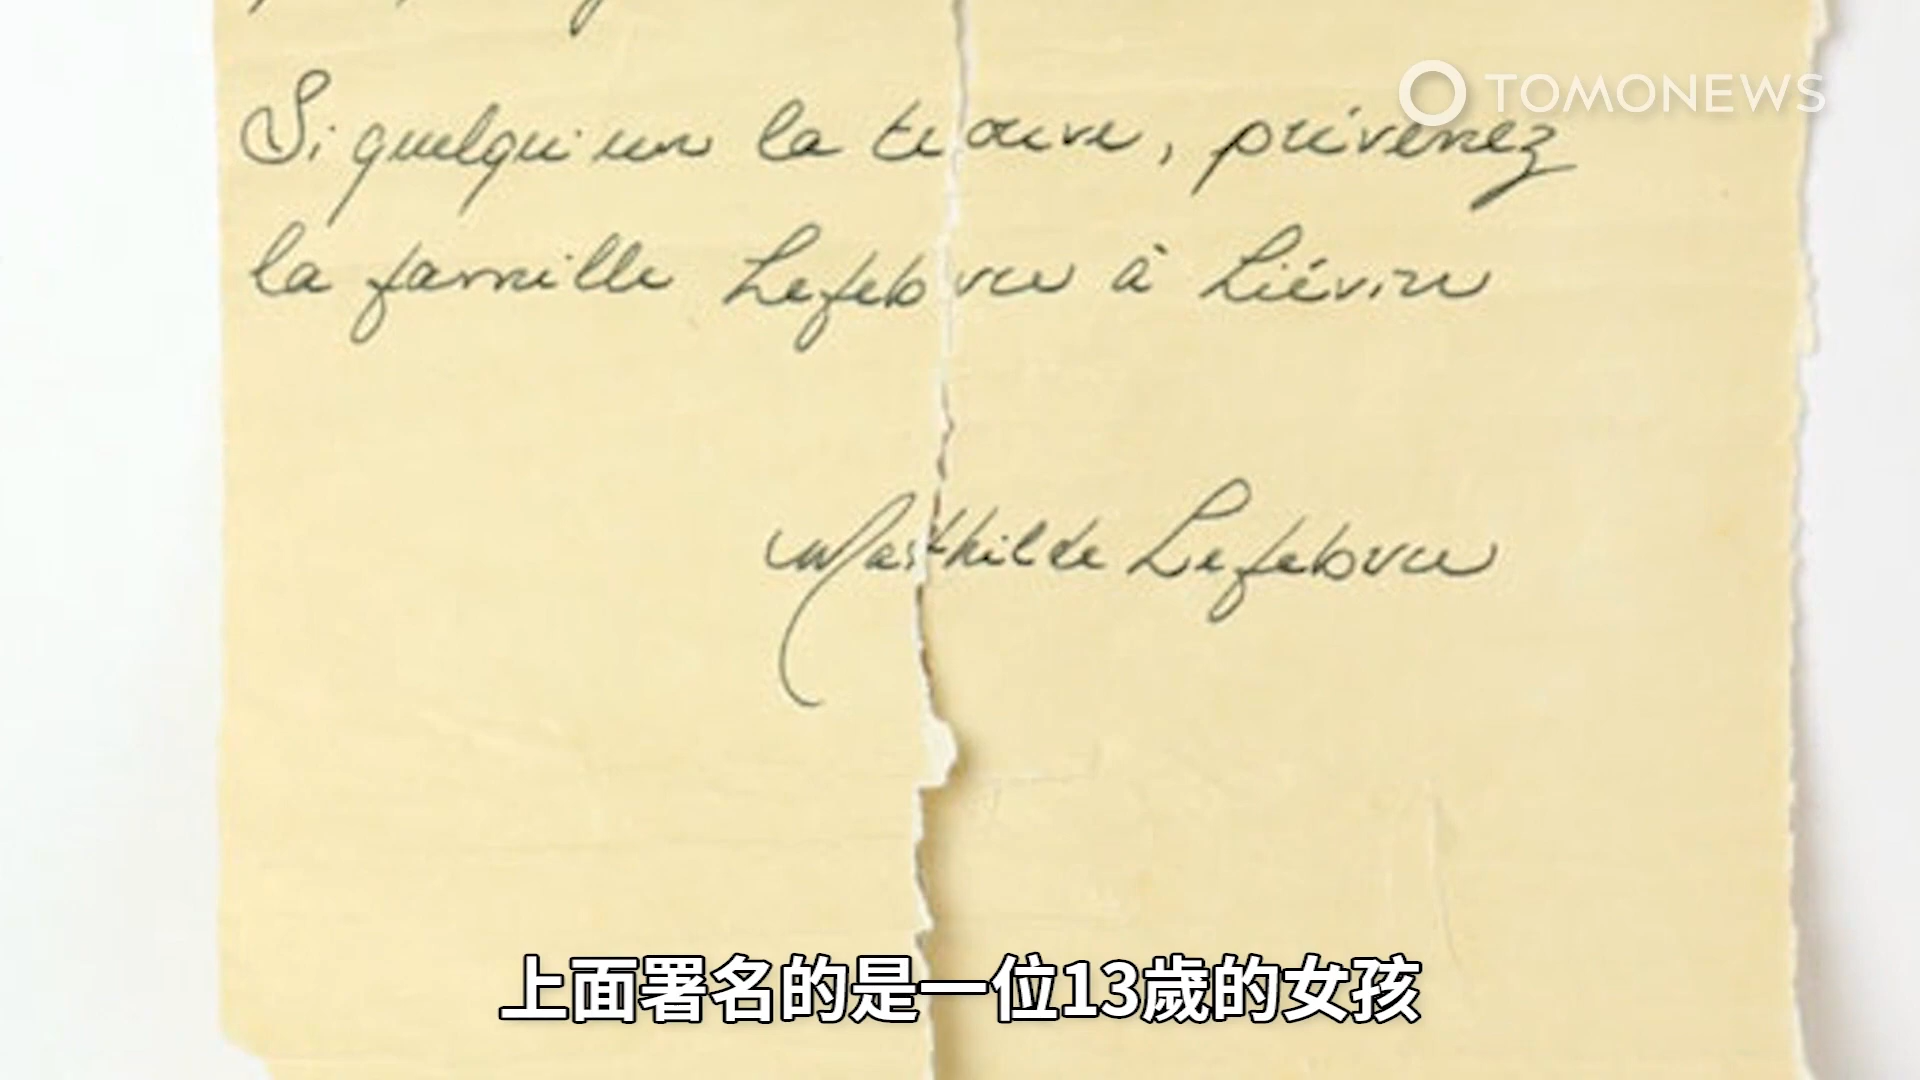 TOMONEWS
Si quelqu'un la trouve, prévenez
la famille Lefebvre à Liévin
Mathilde Lefebvre
上面署名的是一位13歲的女孩